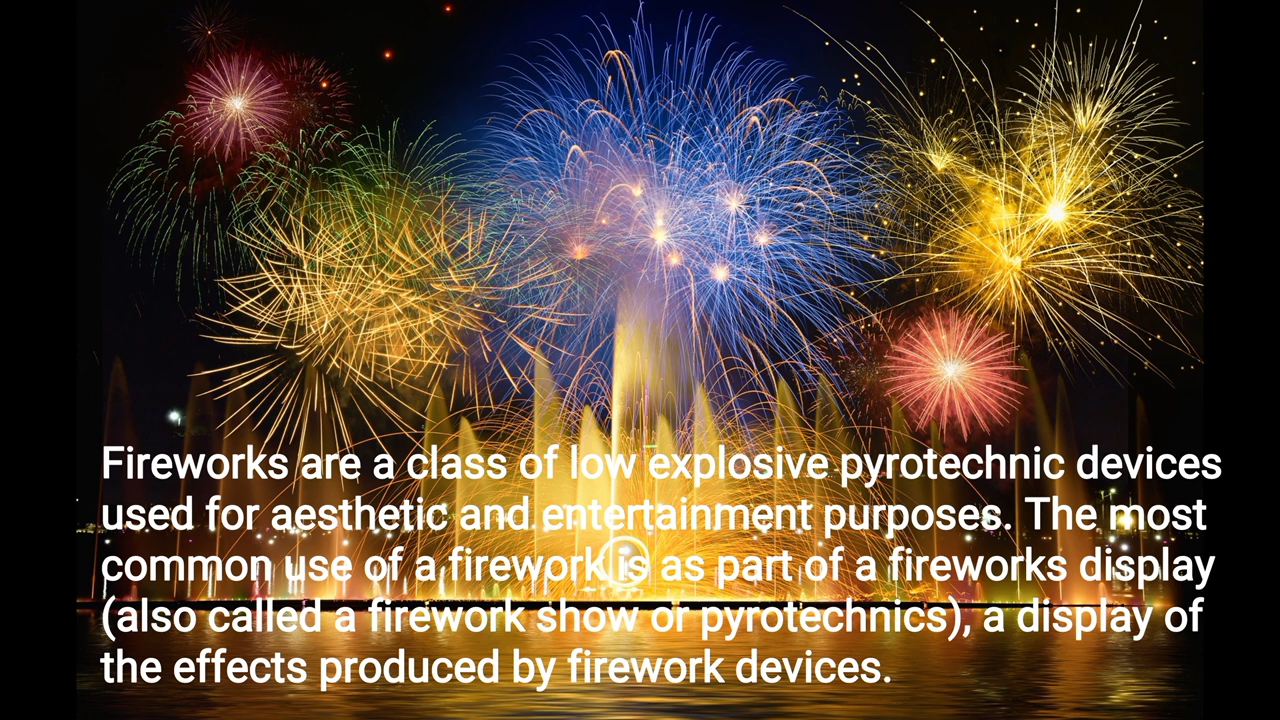 Fireworks are a class of low explosive pyrotechnic devices
used for aesthetic and entertainment purposes. The most
common use of a firework is as part of a fireworks display
(also called a firework show or pyrotechnics), a display of
the effects produced by firework devices.